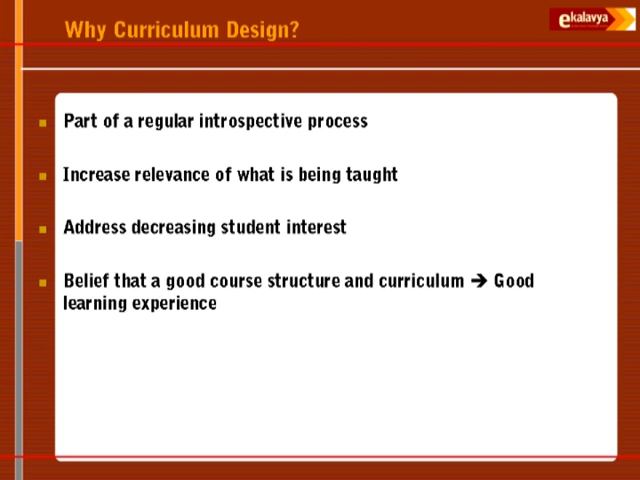 Why Curriculum Design?
ekalavya
Part of a regular introspective process
Increase relevance of what is being taught
Address decreasing student interest
Belief that a good course structure and curriculum ➔ Good
learning experience